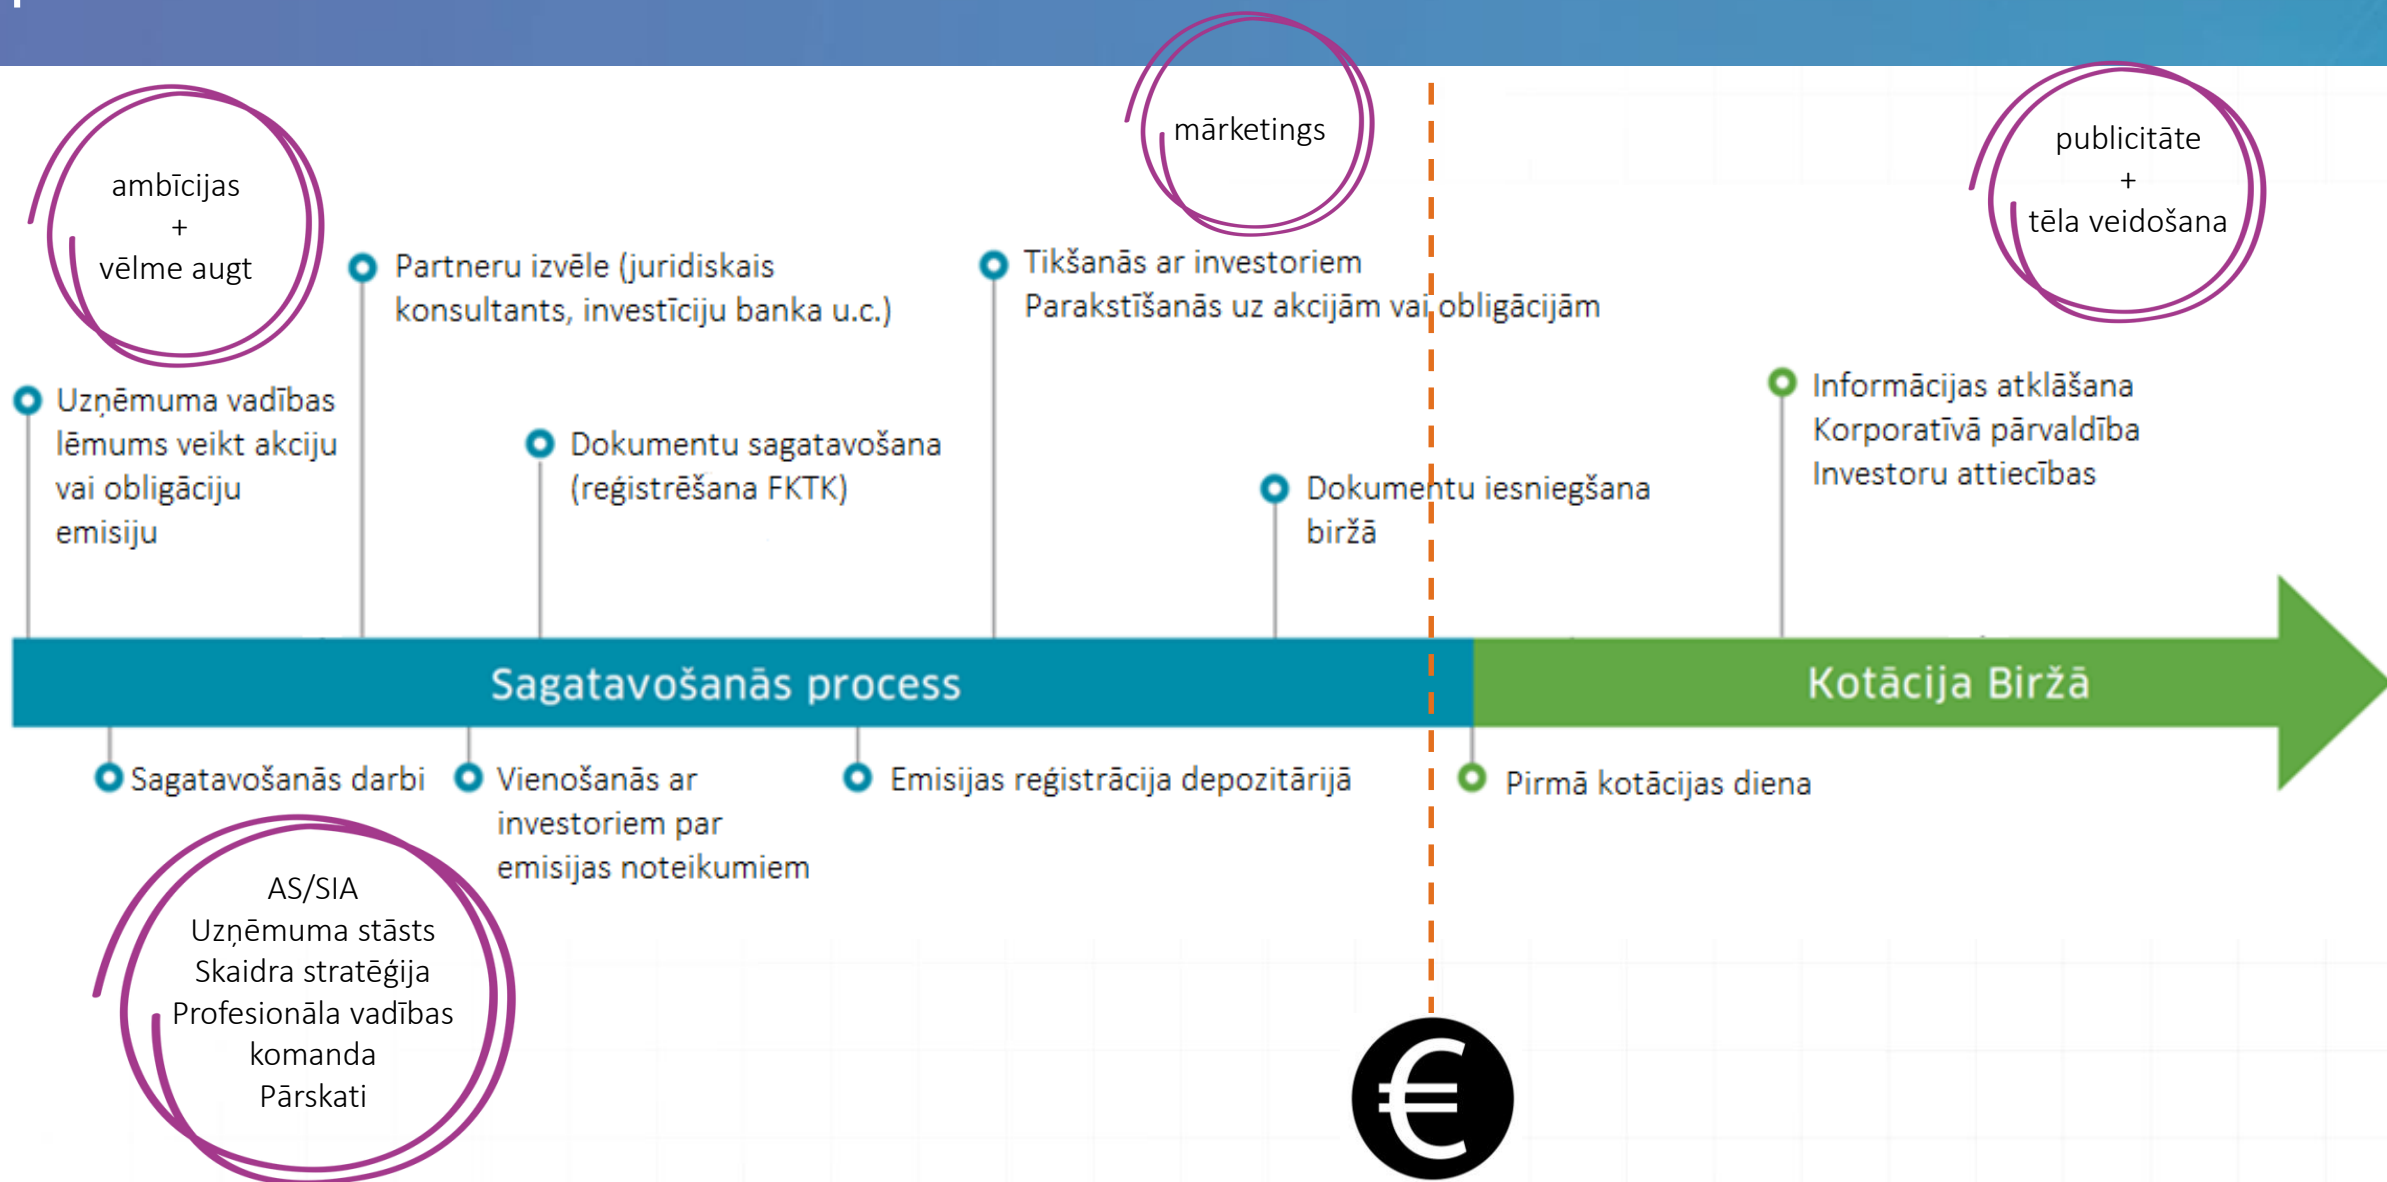 ambīcijas
+
vēlme augt
mārketings
publicitāte
+
tēla veidošana
Uzņēmuma vadības
lēmums veikt akciju
vai obligāciju
emisiju
Partneru izvēle (juridiskais
konsultants, investīciju banka u.c.)
Dokumentu sagatavošana
(reģistrēšana FKTK)
Tikšanās ar investoriem
Parakstīšanās uz akcijām vai obligācijām
Dokumentu iesniegšana
biržā
Informācijas atklāšana
Korporatīvā pārvaldība
Investoru attiecības
Sagatavošanās process
Kotācija Biržā
Sagatavošanās darbi
Vienošanās ar
investoriem par
emisijas noteikumiem
Emisijas reģistrācija depozitārijā
Pirmā kotācijas diena
AS/SIA
Uzņēmuma stāsts
Skaidra stratēģija
Profesionāla vadības
komanda
Pārskati
€